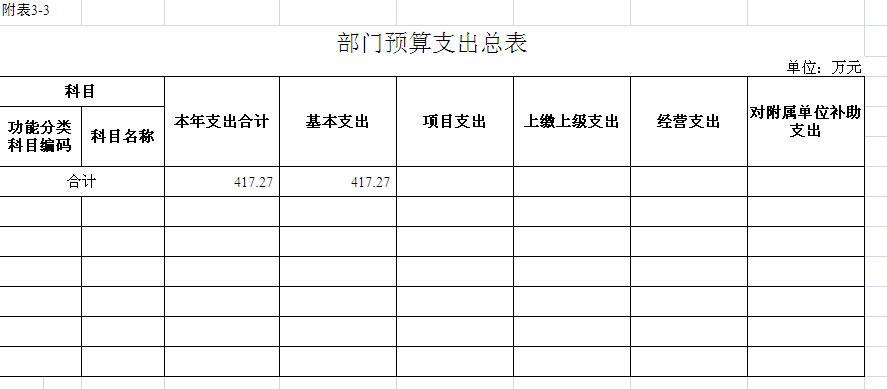 附表3-3
部门预算支出总表
单位：万元
科目
本年支出合计
基本支出
项目支出
上缴上级支出
经营支出
对附属单位补助
支出
功能分类
科目编码
科目名称
合计
417.27
417.27